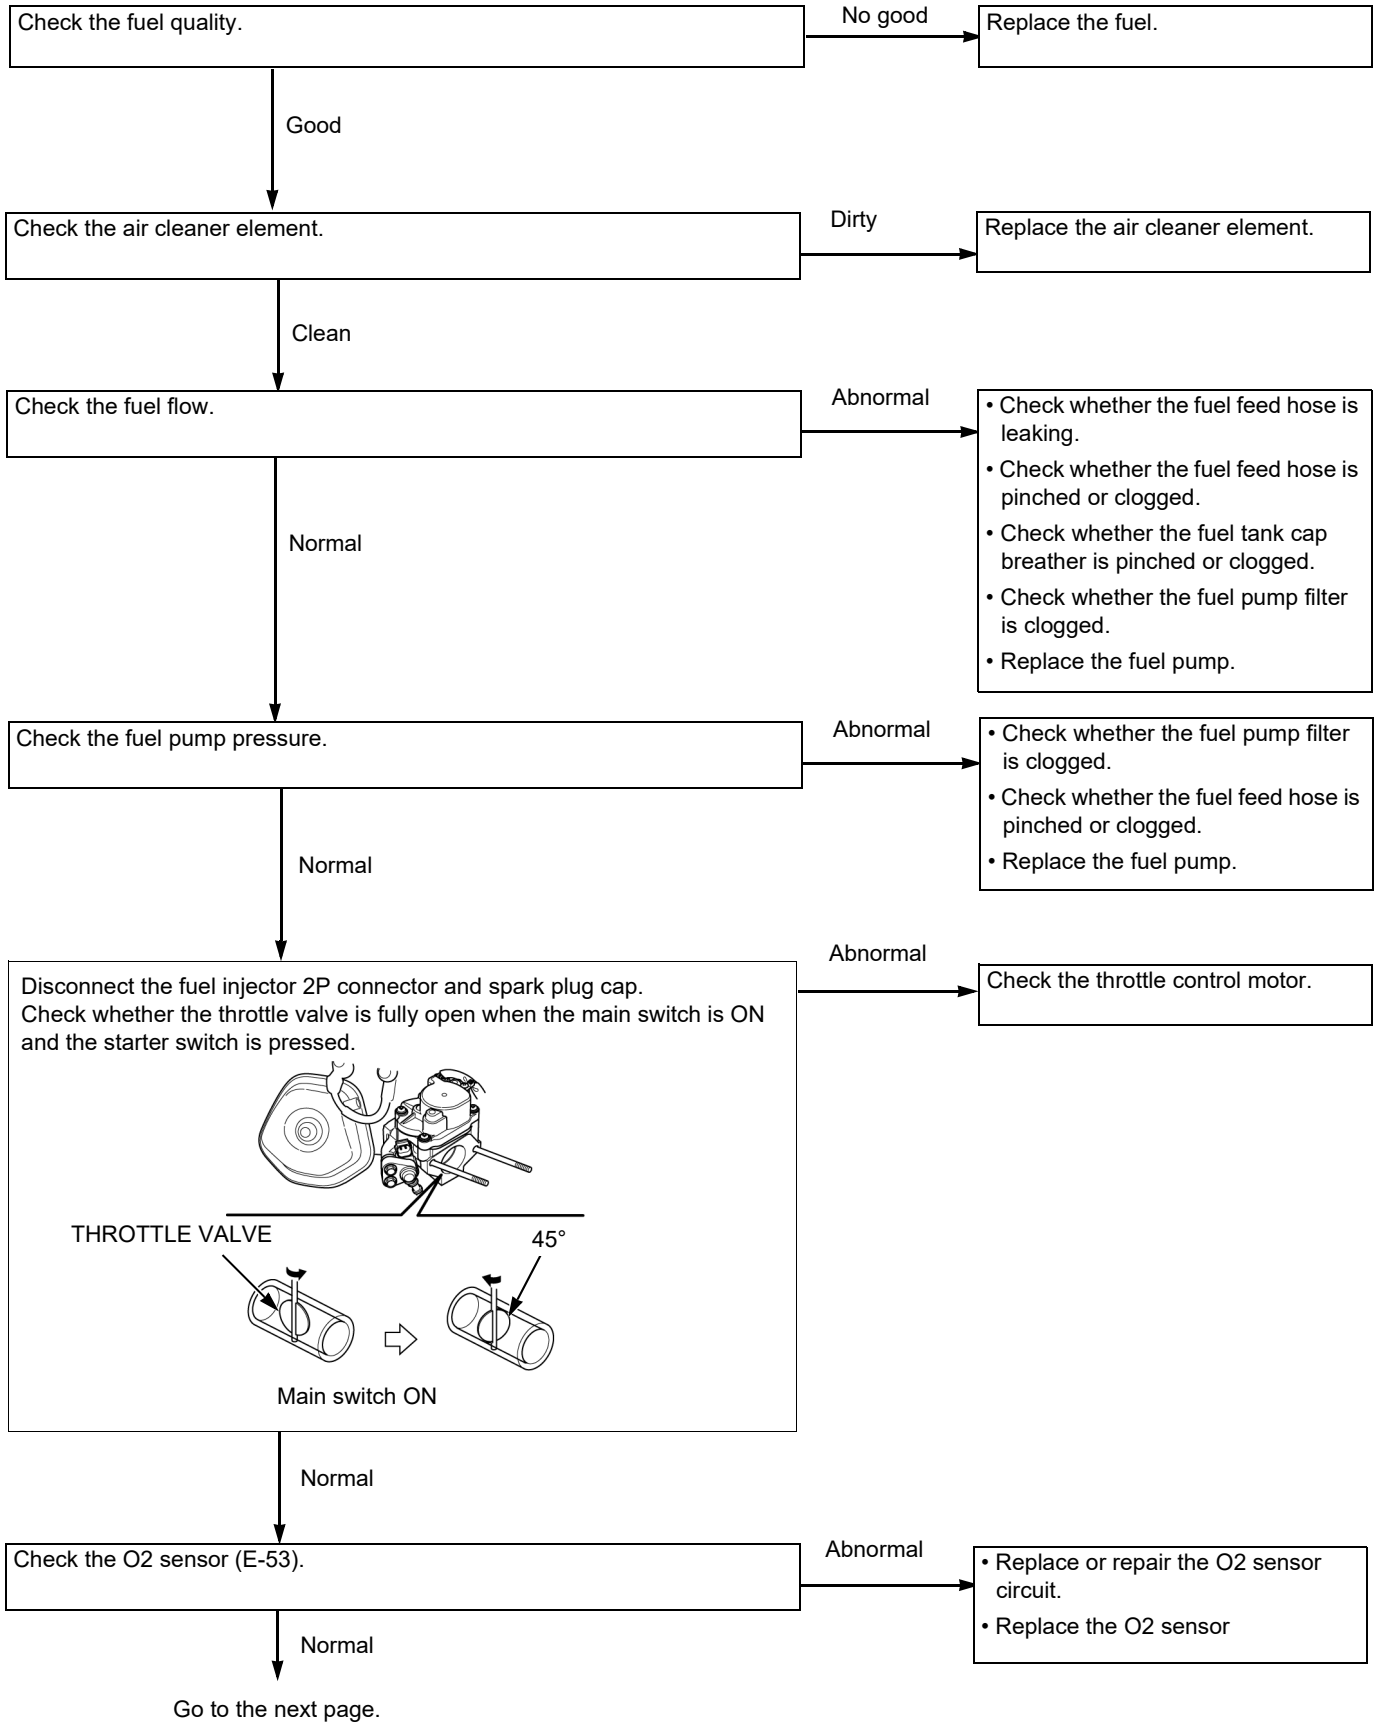 Check the fuel quality.
No good
Replace the fuel.
Good
Check the air cleaner element.
Dirty
Replace the air cleaner element.
Clean
Check the fuel flow.
Abnormal
• Check whether the fuel feed hose is
leaking.
• Check whether the fuel feed hose is
pinched or clogged.
• Check whether the fuel tank cap
breather is pinched or clogged.
• Check whether the fuel pump filter
is clogged.
• Replace the fuel pump.
Normal
Check the fuel pump pressure.
Abnormal
• Check whether the fuel pump filter
is clogged.
• Check whether the fuel feed hose is
pinched or clogged.
• Replace the fuel pump.
Normal
Disconnect the fuel injector 2P connector and spark plug cap.
Check whether the throttle valve is fully open when the main switch is ON
and the starter switch is pressed.
Abnormal
Check the throttle control motor.
THROTTLE VALVE
45°
Main switch ON
Normal
Check the O2 sensor (E-53).
Abnormal
• Replace or repair the O2 sensor
circuit.
• Replace the O2 sensor
Normal
Go to the next page.